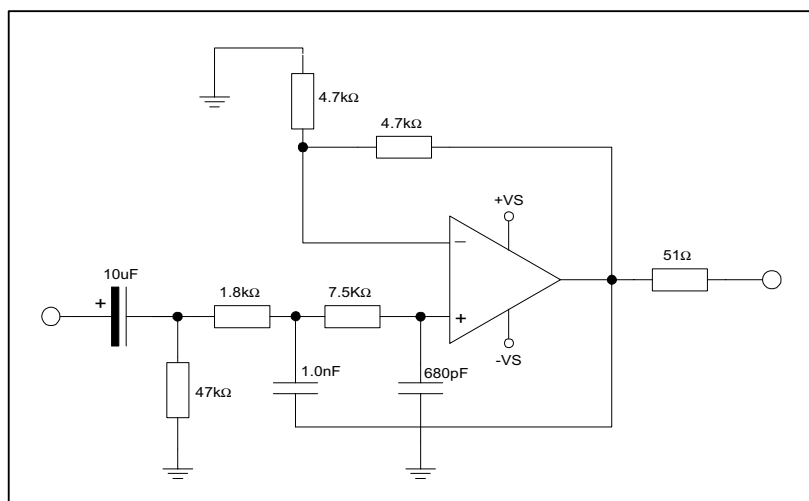 4.7kΩ
4.7kΩ
+VS
−
10uF
51Ω
+
1.8kΩ
7.5KΩ
+
-VS
1.0nF
680pF
47kΩ